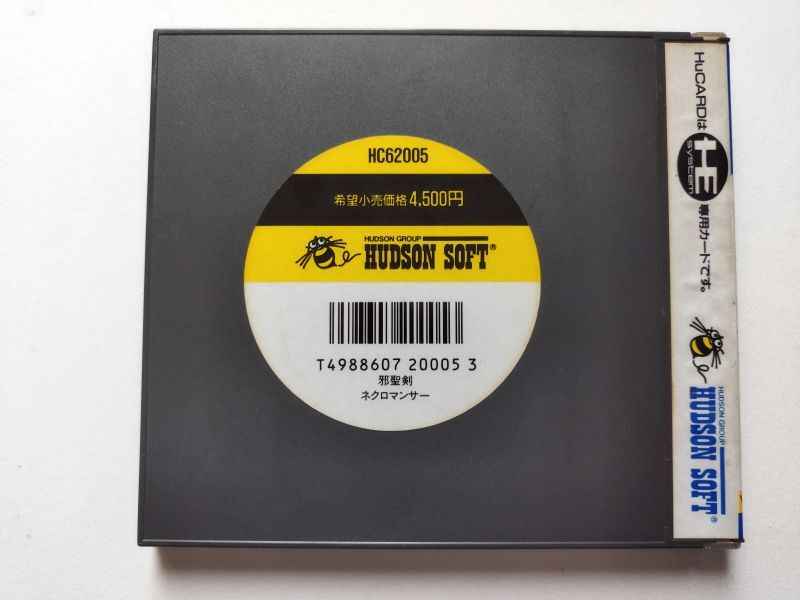 HC62005
希望小売価格4,500円
HUDSON GROUP
HUDSON SOFT®
T4988607 20005 3
邪聖剣
ネクロマンサー
HuCARDは
HE
system
専用カードです。
HUDSON GROUP
HUDSON SOFT®